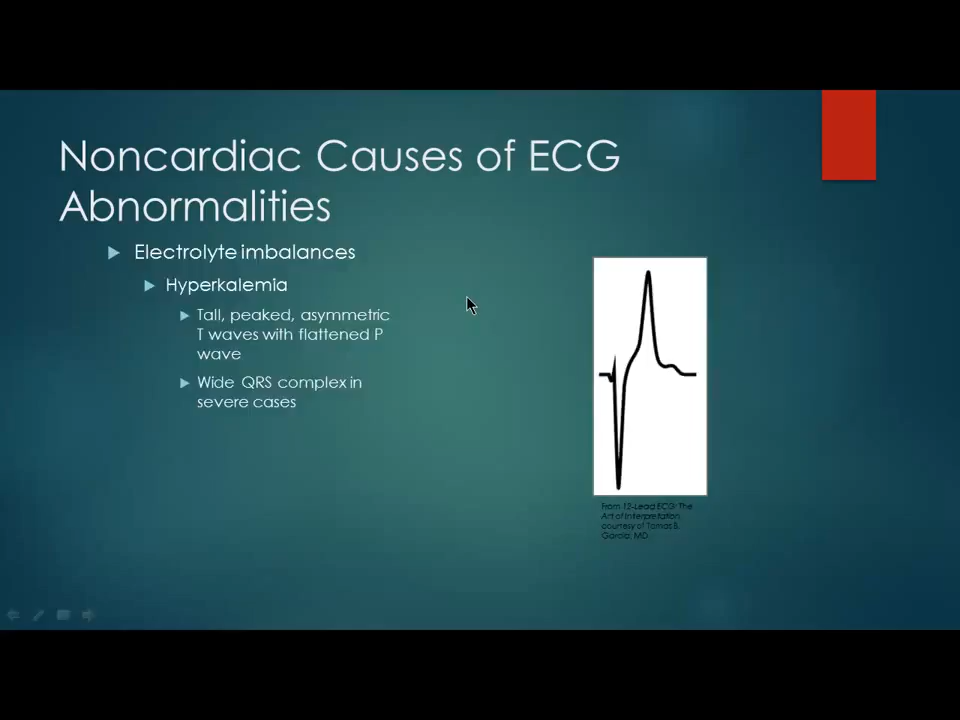 Noncardiac Causes of ECG
Abnormalities
Electrolyte imbalances
Hyperkalemia
Tall, peaked, asymmetric
T waves with flattened P
wave
Wide QRS complex in
severe cases
From 12-Lead ECG: The
Art of Interpretation,
courtesy of Tomas B.
Garcia, MD.